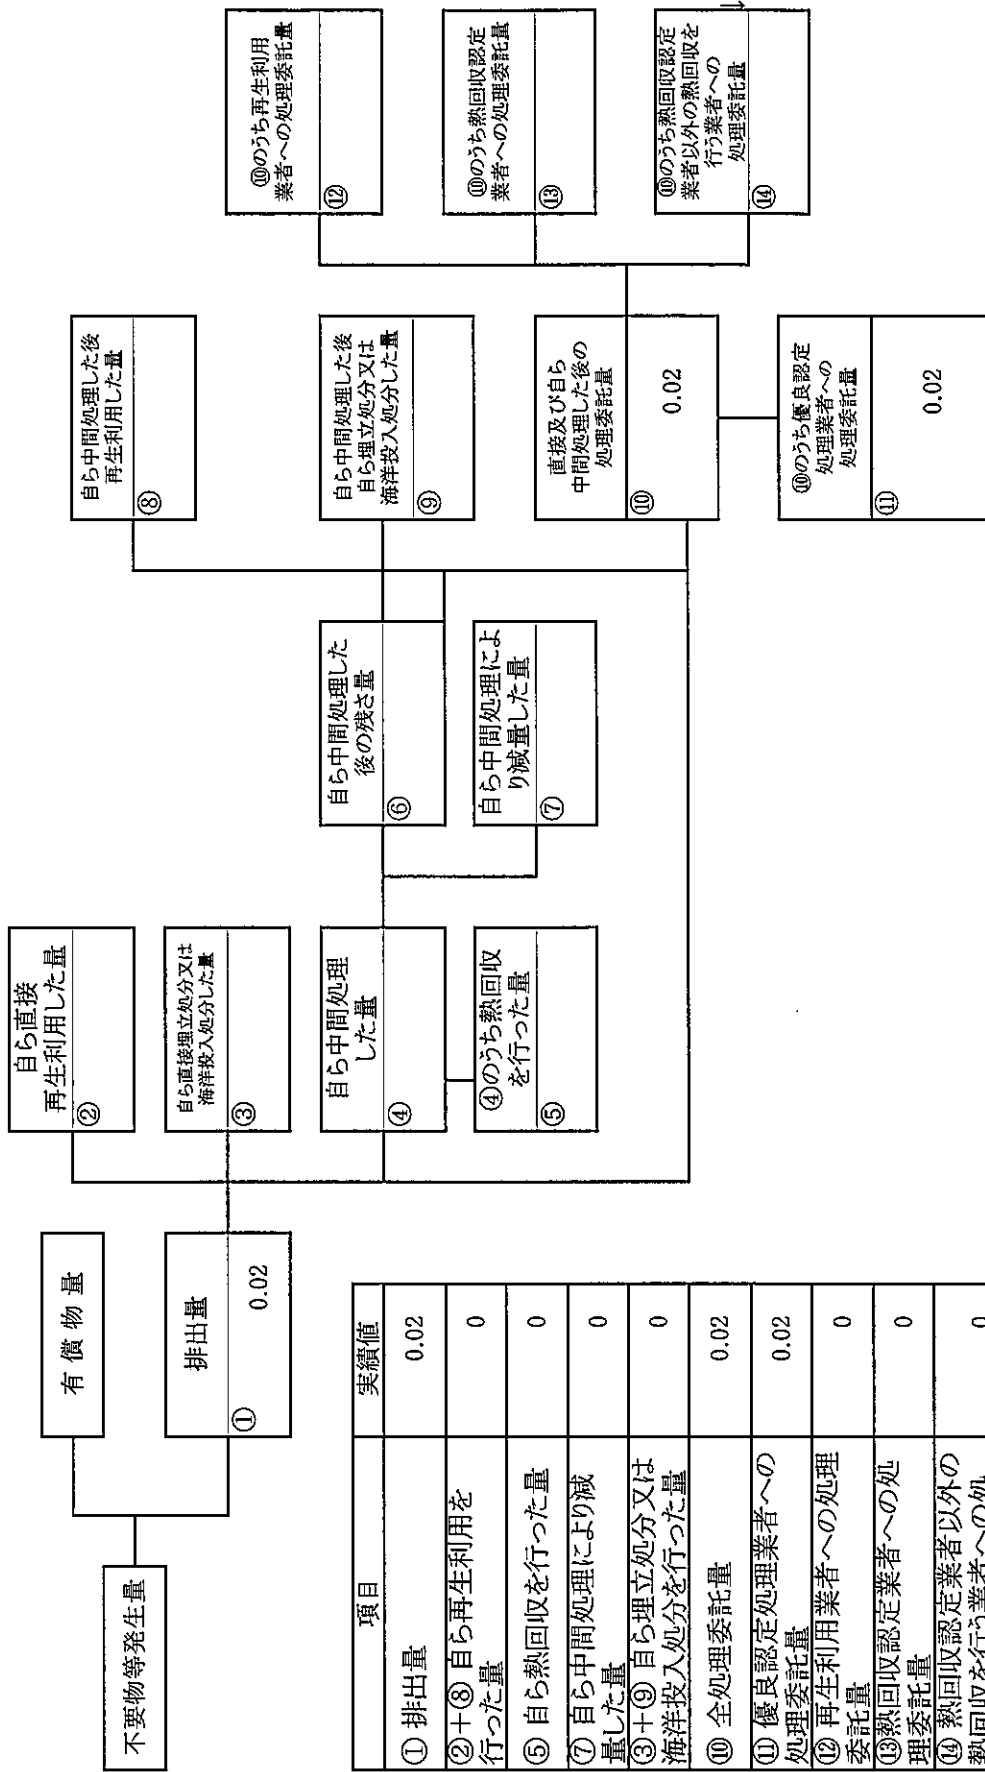 不要物等発生量
有 償 物 量
排出量
①
0.02
自ら直接
再生利用した量
②
自ら直接埋立処分又は
海洋投入処分した量
③
自ら中間処理
した量
④
④のうち熱回収
を行った量
⑤
自ら中間処理した
後の残さ量
⑥
自ら中間処理によ
り減量した量
⑦
自ら中間処理した後
再生利用した量
⑧
自ら中間処理した後
自ら埋立処分又は
海洋投入処分した量
⑨
直接及び自ら
中間処理した後の
処理委託量
⑩
0.02
⑩のうち優良認定
処理業者への
処理委託量
⑪
0.02
⑩のうち再生利用
業者への処理委託量
⑫
⑩のうち熱回収認定
業者への処理委託量
⑬
⑩のうち熱回収認定
業者以外の熱回収を
行う業者への
処理委託量
⑭
項目 実績値
① 排出量 0.02
②+⑧ 自ら再生利用を
行った量 0
⑤ 自ら熱回収を行った量 0
⑦ 自ら中間処理により減
量した量 0
③+⑨ 自ら埋立処分又は
海洋投入処分を行った量 0
⑩ 全処理委託量 0.02
⑪ 優良認定処理業者への
処理委託量 0.02
⑫ 再生利用業者への処理
委託量 0
⑬熱回収認定業者への処
理委託量 0
⑭ 熱回収認定業者以外の
熱回収を行う業者への処 0